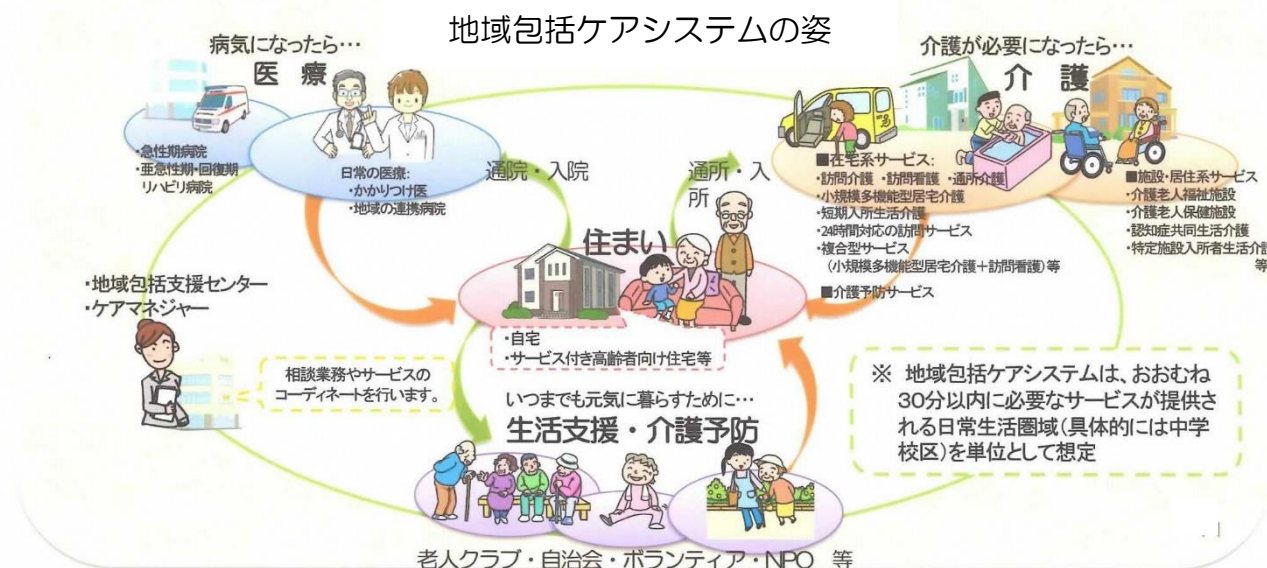 地域包括ケアシステムの姿
病気になったら…
医 療
・急性期病院
・亜急性期・回復期
リハビリ病院
日常の医療:
・かかりつけ医
・地域の連携病院
通院・入院
通所・入
所
介護が必要になったら…
介 護
■在宅系サービス:
・訪問介護 ・訪問看護 ・通所介護
・小規模多機能型居宅介護
・短期入所生活介護
・24時間対応の訪問サービス
・複合型サービス
(小規模多機能型居宅介護+訪問看護)等
■介護予防サービス
■施設・居住系サービス
・介護老人福祉施設
・介護老人保健施設
・認知症共同生活介護
・特定施設入所者生活介護
等
住まい
・自宅
・サービス付き高齢者向け住宅等
・地域包括支援センター
・ケアマネジャー
相談業務やサービスの
コーディネートを行います。
いつまでも元気に暮らすために…
生活支援・介護予防
老人クラブ・自治会・ボランティア・NPO 等
※ 地域包括ケアシステムは、おおむね
30分以内に必要なサービスが提供さ
れる日常生活圏域(具体的には中学
校区)を単位として想定